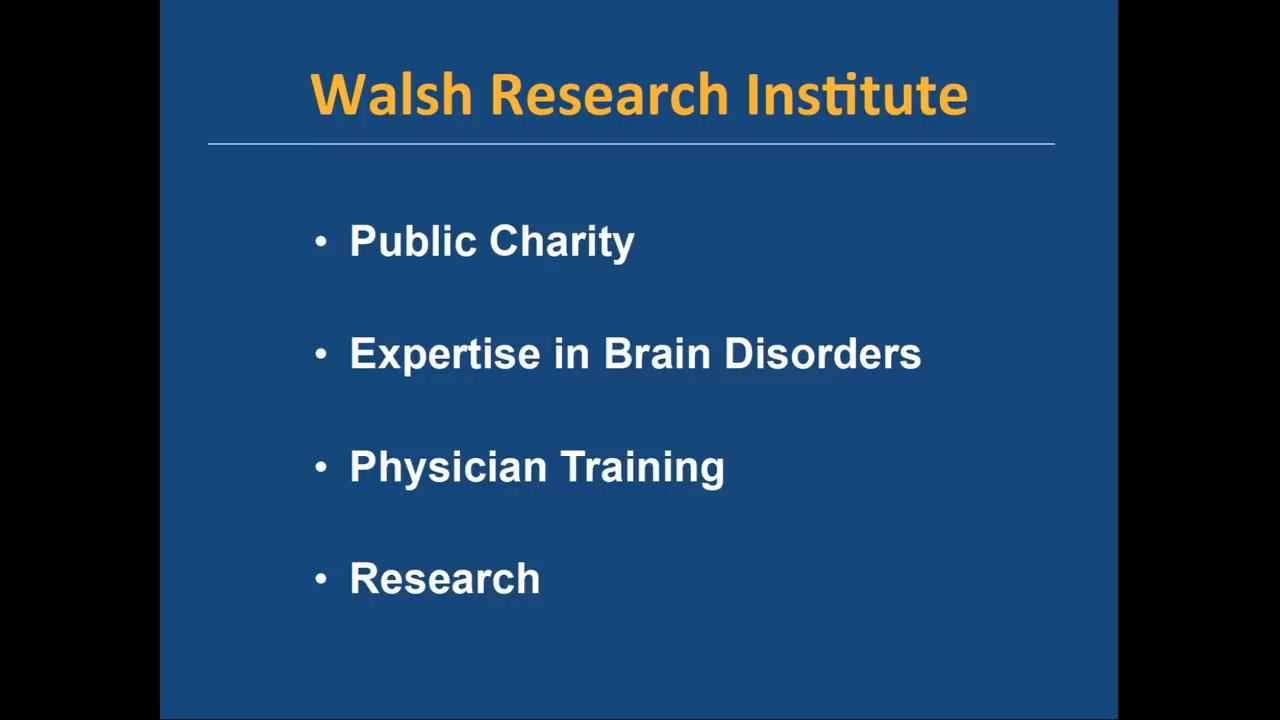 Walsh Research Institute
• Public Charity
• Expertise in Brain Disorders
• Physician Training
• Research